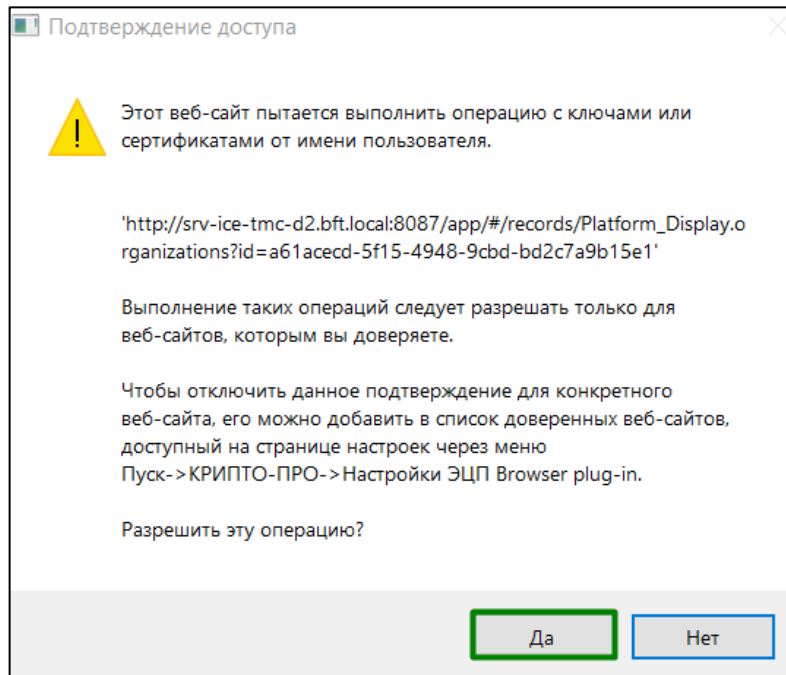 Подтверждение доступа
Этот веб-сайт пытается выполнить операцию с ключами или
сертификатами от имени пользователя.
'http://srv-ice-tmc-d2.bft.local:8087/app/#/records/Platform_Display.o
rganizations?id=a61acecd-5f15-4948-9cbd-bd2c7a9b15e1'
Выполнение таких операций следует разрешать только для
веб-сайтов, которым вы доверяете.
Чтобы отключить данное подтверждение для конкретного
веб-сайта, его можно добавить в список доверенных веб-сайтов,
доступный на странице настроек через меню
Пуск->КРИПТО-ПРО->Настройки ЭЦП Browser plug-in.
Разрешить эту операцию?
Да
Нет